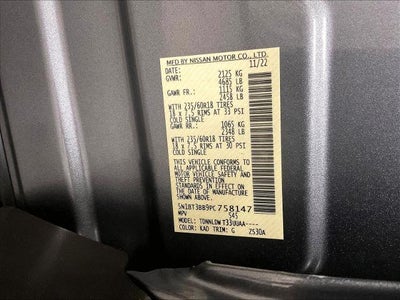 MFD BY NISSAN MOTOR CO., LTD.
DATE: 11/22
GVWR: 2125 KG
4685 LB
GAWR FR.: 1115 KG
2458 LB
WITH 235/60R18 TIRES
18 x 7.5 RIMS AT 33 PSI
COLD SINGLE
GAWR RR.: 1065 KG
2348 LB
WITH 235/60R18 TIRES
18 x 7.5 RIMS AT 30 PSI
COLD SINGLE
THIS VEHICLE CONFORMS TO
ALL APPLICABLE FEDERAL
MOTOR VEHICLE SAFETY AND
THEFT PREVENTION
STANDARDS IN EFFECT ON
THE DATE OF MANUFACTURE
SHOWN ABOVE
5N1BT3BB9PC758147
MPV 545
MODEL:
COLOR: KAD TRIM: G